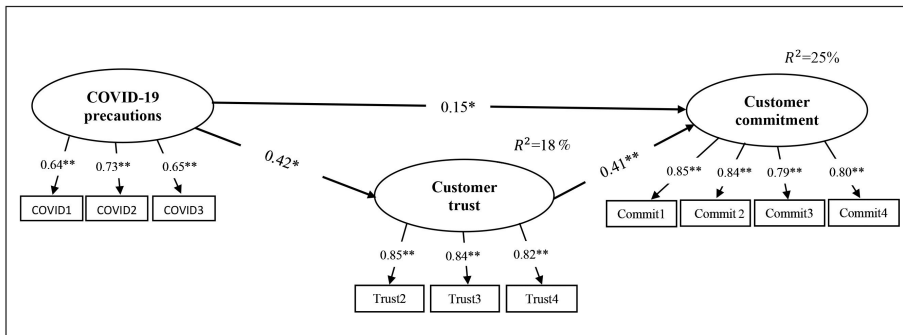 R²=25%
COVID-19
precautions
Customer
commitment
0.15*
0.42*
R²=18 %
0.41**
Customer
trust
0.64**
0.73**
0.65**
0.85**
0.84**
0.79**
0.80**
COVID1
COVID2
COVID3
Commit1
Commit 2
Commit3
Commit4
0.85**
0.84**
0.82**
Trust2
Trust3
Trust4